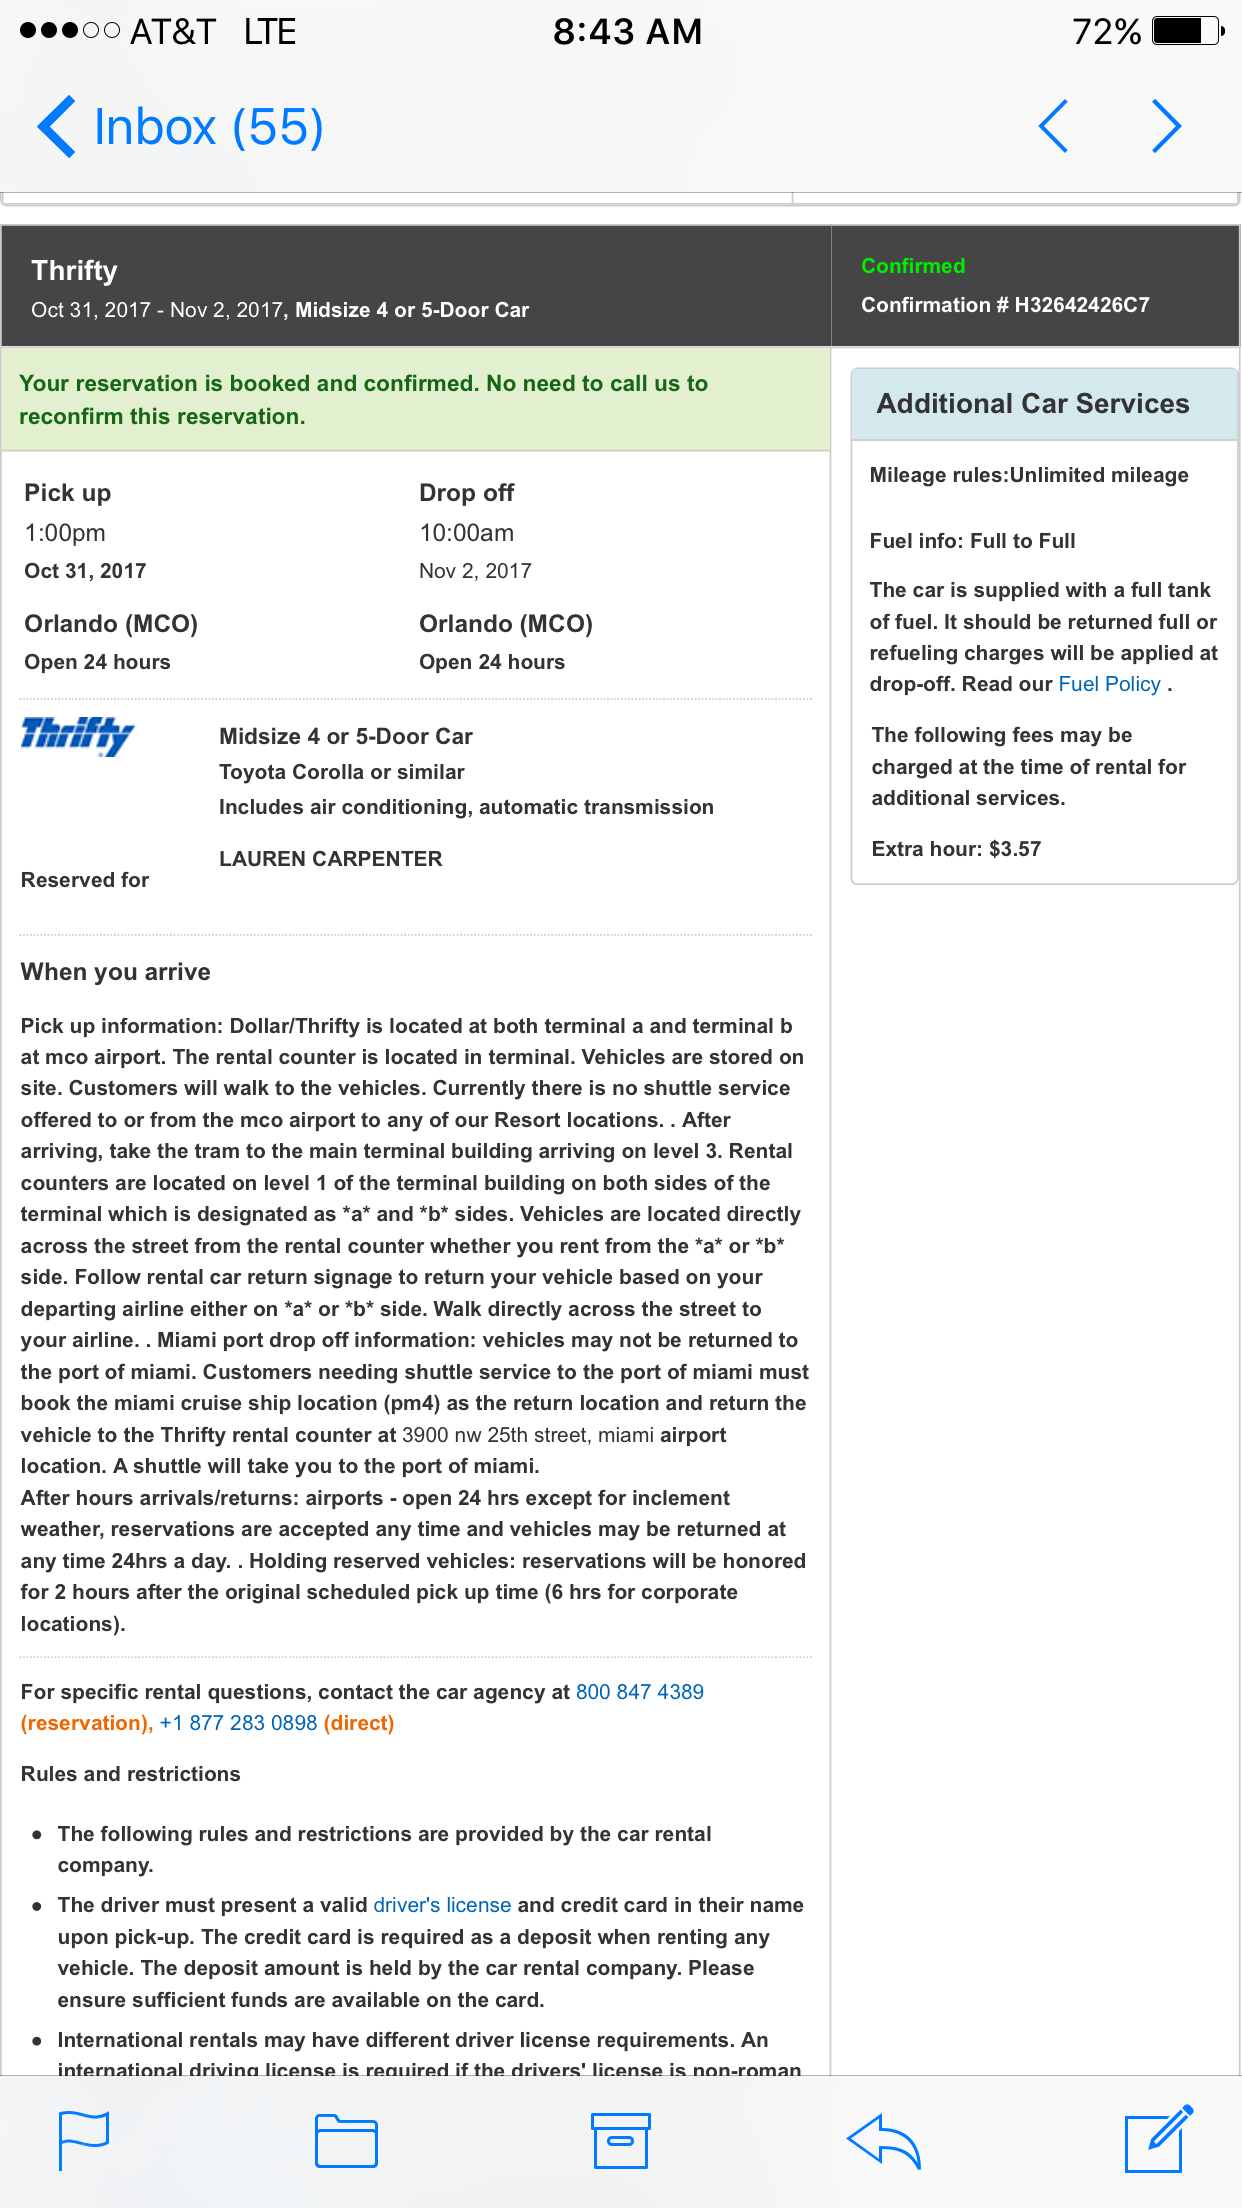 AT&T LTE 8:43 AM 72%
Inbox (55)
Thrifty
Oct 31, 2017 - Nov 2, 2017, Midsize 4 or 5-Door Car
Confirmed
Confirmation # H32642426C7
Your reservation is booked and confirmed. No need to call us to
reconfirm this reservation.
Pick up
1:00pm
Oct 31, 2017
Orlando (MCO)
Open 24 hours
Drop off
10:00am
Nov 2, 2017
Orlando (MCO)
Open 24 hours
Thrifty
Midsize 4 or 5-Door Car
Toyota Corolla or similar
Includes air conditioning, automatic transmission
LAUREN CARPENTER
Reserved for
When you arrive
Pick up information: Dollar/Thrifty is located at both terminal a and terminal b
at mco airport. The rental counter is located in terminal. Vehicles are stored on
site. Customers will walk to the vehicles. Currently there is no shuttle service
offered to or from the mco airport to any of our Resort locations. . After
arriving, take the tram to the main terminal building arriving on level 3. Rental
counters are located on level 1 of the terminal building on both sides of the
terminal which is designated as *a* and *b* sides. Vehicles are located directly
across the street from the rental counter whether you rent from the *a* or *b*
side. Follow rental car return signage to return your vehicle based on your
departing airline either on *a* or *b* side. Walk directly across the street to
your airline. . Miami port drop off information: vehicles may not be returned to
the port of miami. Customers needing shuttle service to the port of miami must
book the miami cruise ship location (pm4) as the return location and return the
vehicle to the Thrifty rental counter at 3900 nw 25th street, miami airport
location. A shuttle will take you to the port of miami.
After hours arrivals/returns: airports - open 24 hrs except for inclement
weather, reservations are accepted any time and vehicles may be returned at
any time 24hrs a day. . Holding reserved vehicles: reservations will be honored
for 2 hours after the original scheduled pick up time (6 hrs for corporate
locations).
For specific rental questions, contact the car agency at 800 847 4389
(reservation), +1 877 283 0898 (direct)
Rules and restrictions
• The following rules and restrictions are provided by the car rental
company.
• The driver must present a valid driver's license and credit card in their name
upon pick-up. The credit card is required as a deposit when renting any
vehicle. The deposit amount is held by the car rental company. Please
ensure sufficient funds are available on the card.
• International rentals may have different driver license requirements. An
international driving license is required if the drivers' license is non-roman
Additional Car Services
Mileage rules:Unlimited mileage
Fuel info: Full to Full
The car is supplied with a full tank
of fuel. It should be returned full or
refueling charges will be applied at
drop-off. Read our Fuel Policy .
The following fees may be
charged at the time of rental for
additional services.
Extra hour: $3.57